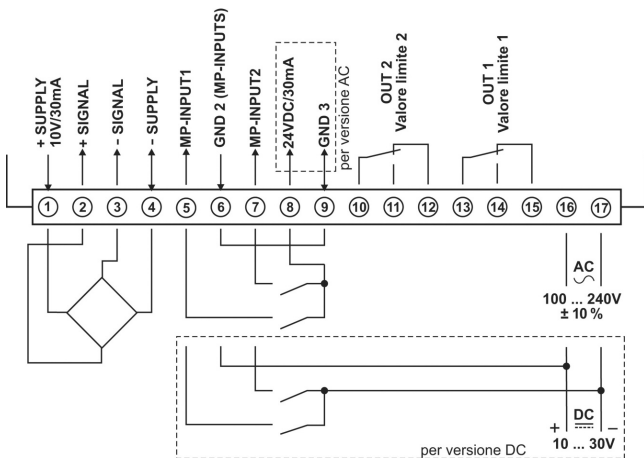 + SUPPLY
10V/30mA
+ SIGNAL
- SIGNAL
- SUPPLY
MP-INPUT1
GND 2 (MP-INPUTS)
MP-INPUT2
24VDC/30mA
GND 3
per versione AC
OUT 2
Valore limite 2
OUT 1
Valore limite 1
1 2 3 4 5 6 7 8 9 10 11 12 13 14 15 16 17
AC
100 ... 240V
± 10 %
DC
+ −
10 ... 30V
per versione DC